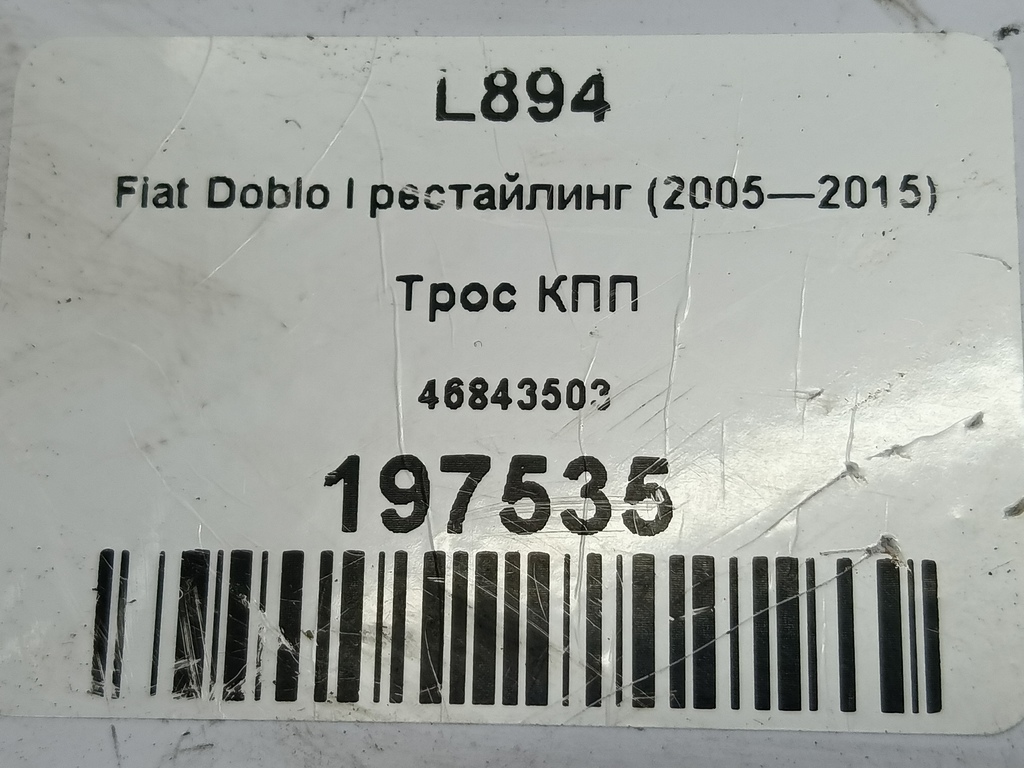 L894
Fiat Doblo I рестайлинг (2005—2015)
Трос КПП
46843503
197535